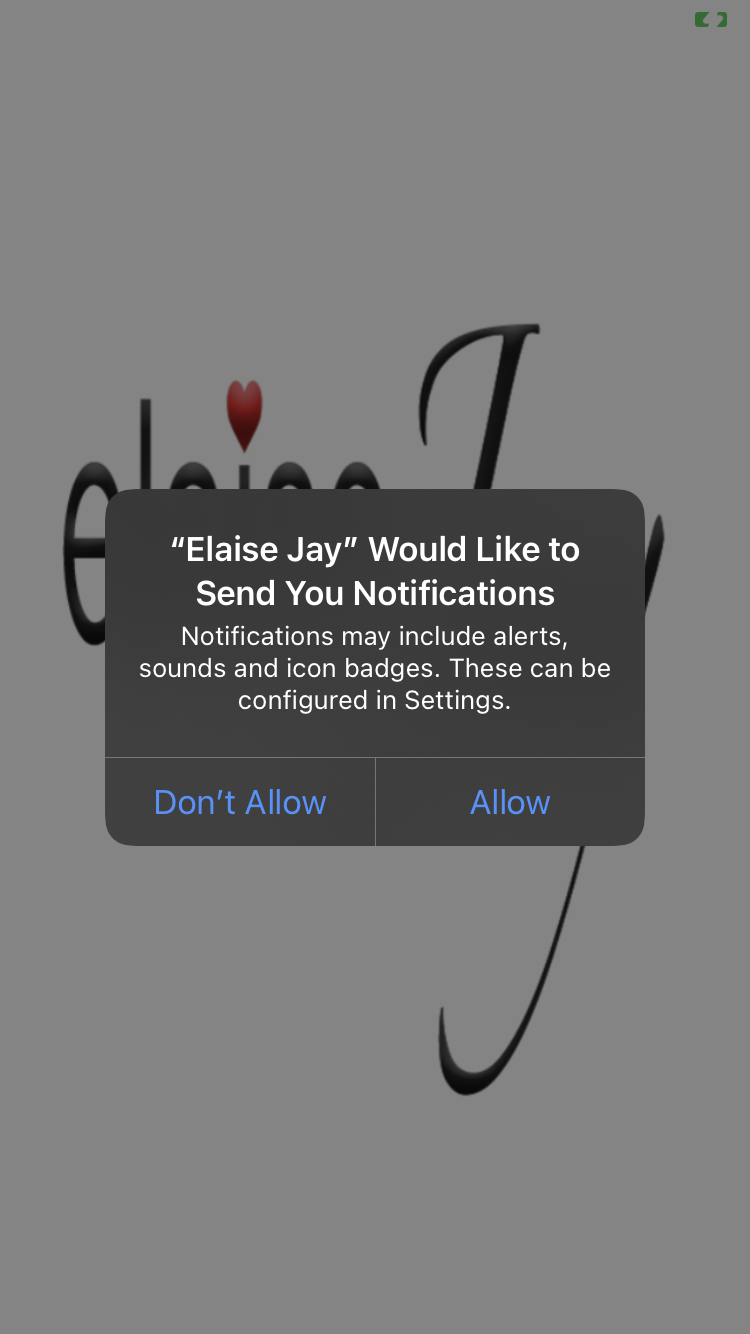 “Elaise Jay” Would Like to
Send You Notifications
Notifications may include alerts,
sounds and icon badges. These can be
configured in Settings.
Don’t Allow
Allow